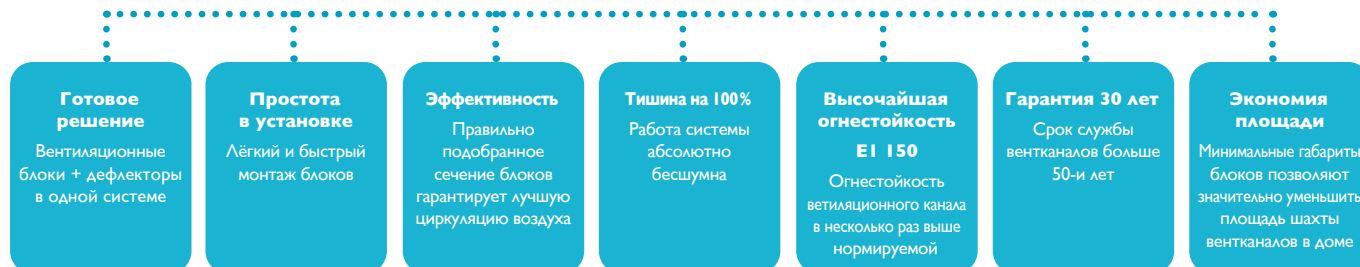 Готовое
решение
Вентиляционные
блоки + дефлекторы
в одной системе
Простота
в установке
Лёгкий и быстрый
монтаж блоков
Эффективность
Правильно
подобранное
сечение блоков
гарантирует лучшую
циркуляцию воздуха
Тишина на 100%
Работа системы
абсолютно
бесшумна
Высочайшая
огнестойкость
EI 150
Огнестойкость
ветиляционного канала
в несколько раз выше
нормируемой
Гарантия 30 лет
Срок службы
вентканалов больше
50-и лет
Экономия
площади
Минимальные габариты
блоков позволяют
значительно уменьшить
площадь шахты
вентканалов в доме